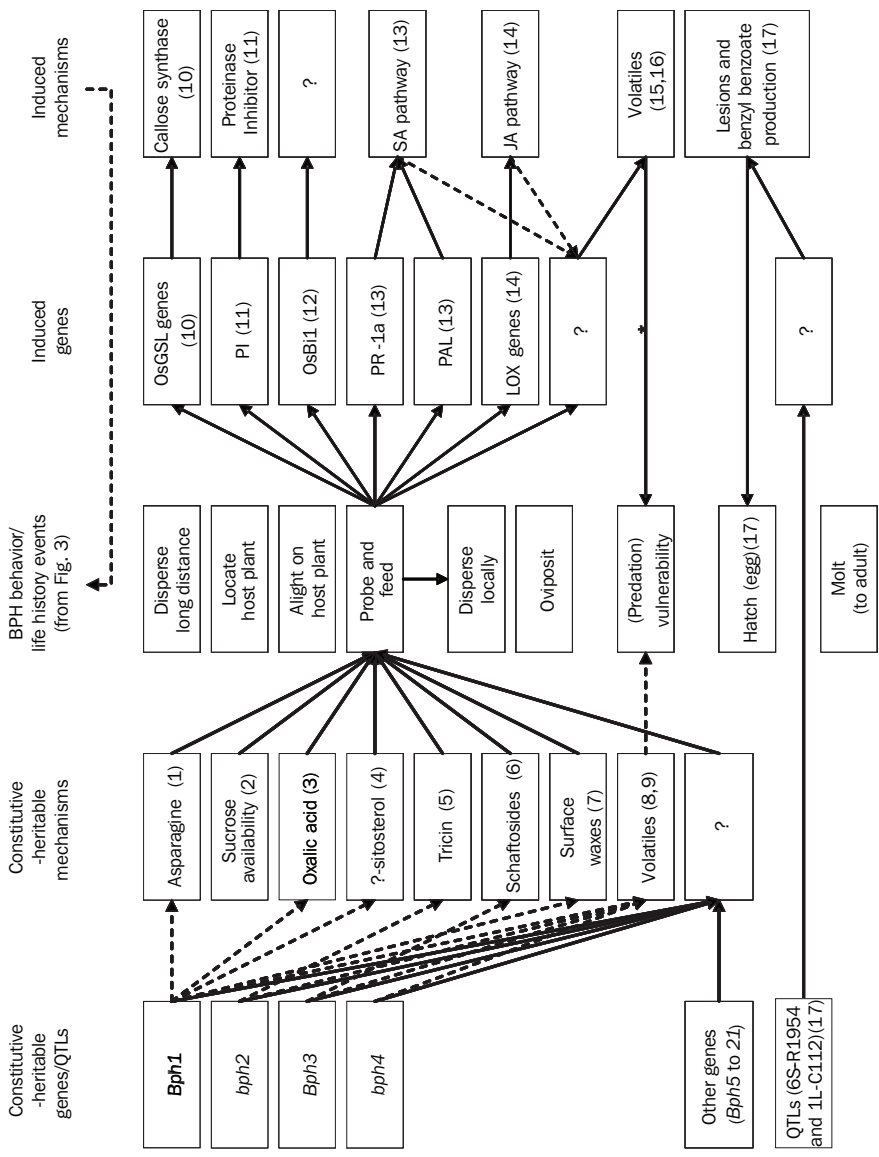 Constitutive
-heritable
genes/QTLs
Constitutive
-heritable
mechanisms
BPH behavior/
life history events
(from Fig. 3)
Induced
genes
Induced
mechanisms
Bph1
bph2
Bph3
bph4
Other genes
(Bph5 to 21)
QTLs (6S-R1954
and 1L-C112)(17)
Asparagine (1)
Sucrose
availability (2)
Oxalic acid (3)
?-sitosterol (4)
Tricin (5)
Schaftosides (6)
Surface
waxes (7)
Volatiles (8,9)
?
Disperse
long distance
Locate
host plant
Alight on
host plant
Probe and
feed
Disperse
locally
Oviposit
(Predation)
vulnerability
Hatch (egg)(17)
Molt
(to adult)
OsGSL genes
(10)
PI (11)
OsBi1 (12)
PR-1a (13)
PAL (13)
LOX genes (14)
?
*
?
Callose synthase
(10)
Proteinase
Inhibitor (11)
?
SA pathway (13)
JA pathway (14)
Volatiles
(15,16)
Lesions and
benzyl benzoate
production (17)